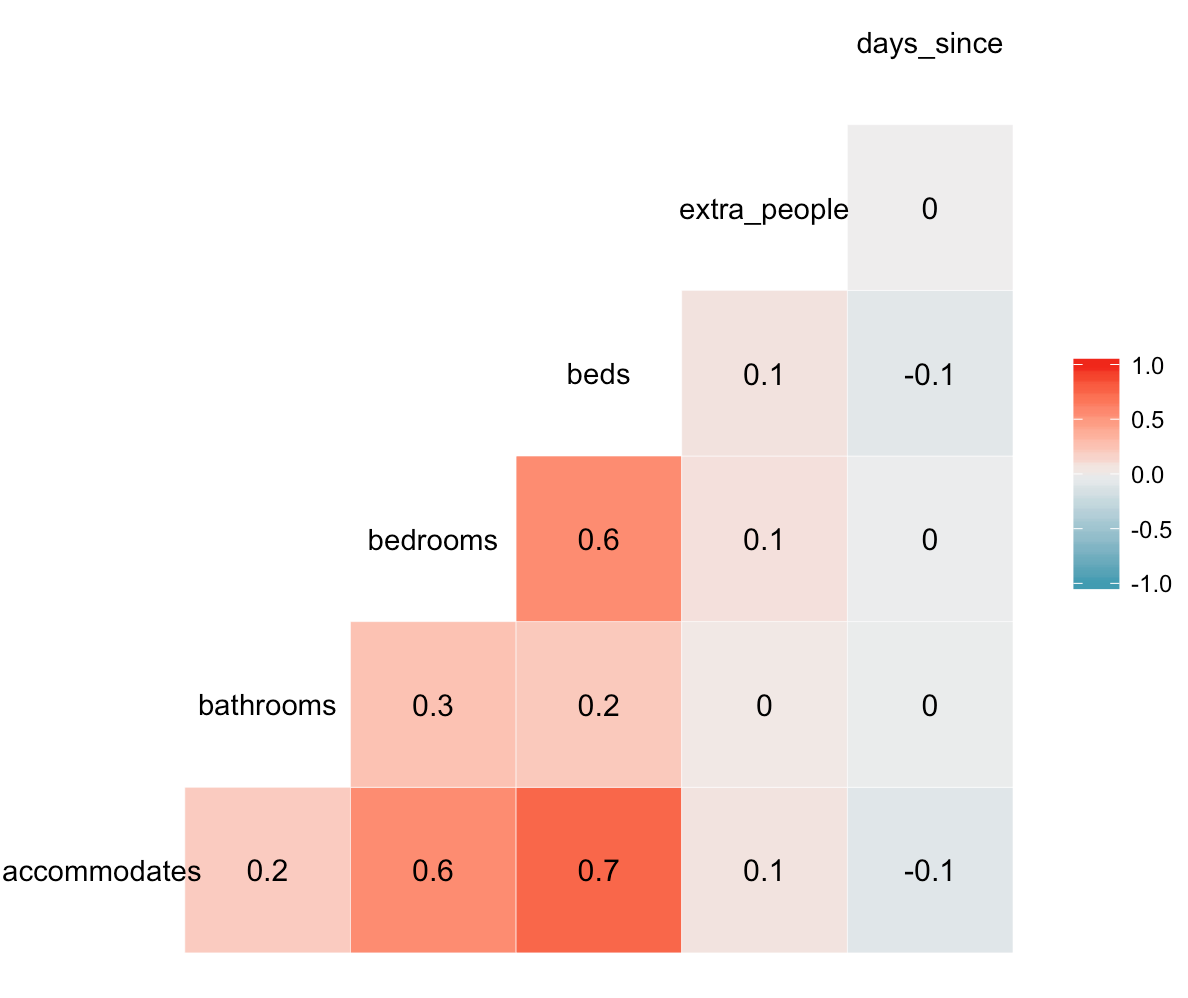 days_since
extra_people 0
beds 0.1 -0.1
bedrooms 0.6 0.1 0
bathrooms 0.3 0.2 0 0
accommodates 0.2 0.6 0.7 0.1 -0.1
1.0
0.5
0.0
-0.5
-1.0